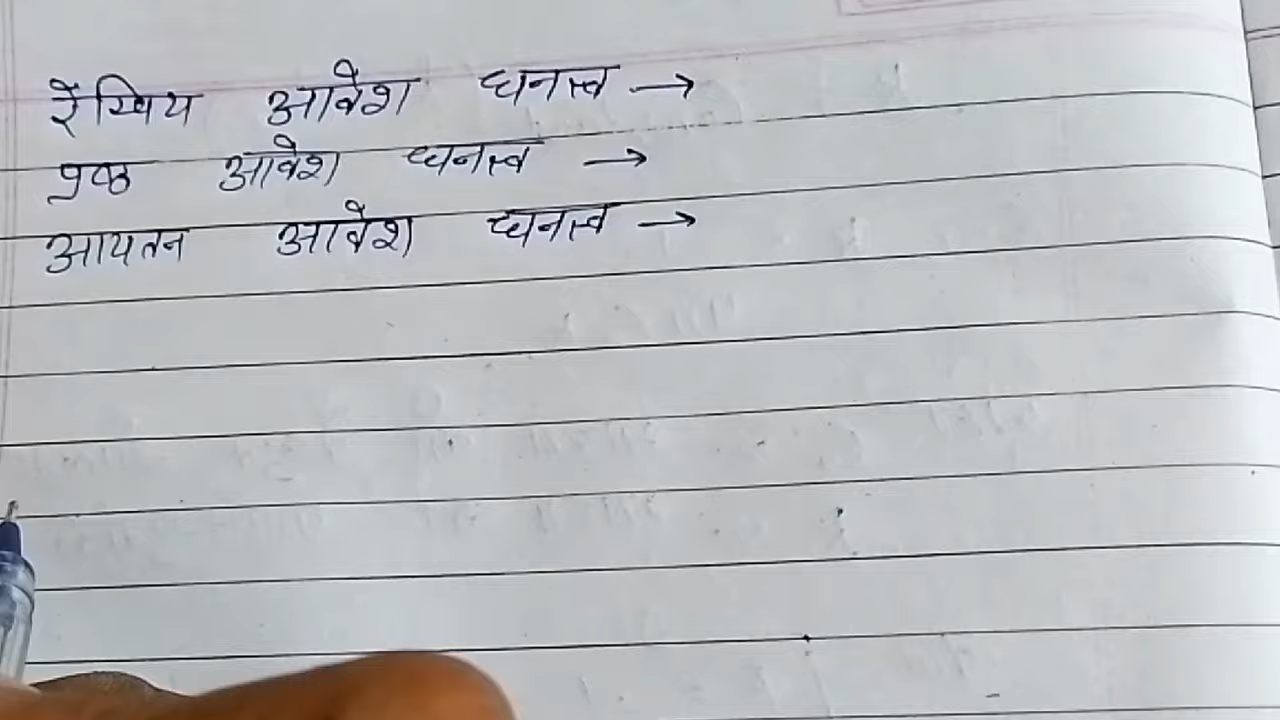 रेंखिय आवेश घनत्व →
पृष्ठ आवेश घनत्व →
आयतन आवेश घनत्व →